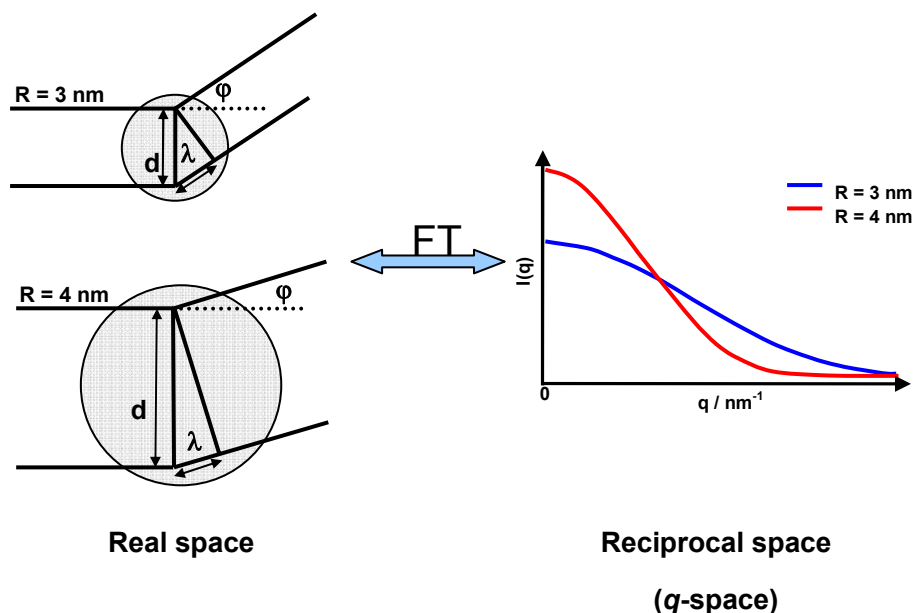 R = 3 nm
φ
d
λ
R = 4 nm
φ
d
λ
FT
I(q)
R = 3 nm
R = 4 nm
0
q / nm⁻¹
Real space
Reciprocal space
(q-space)